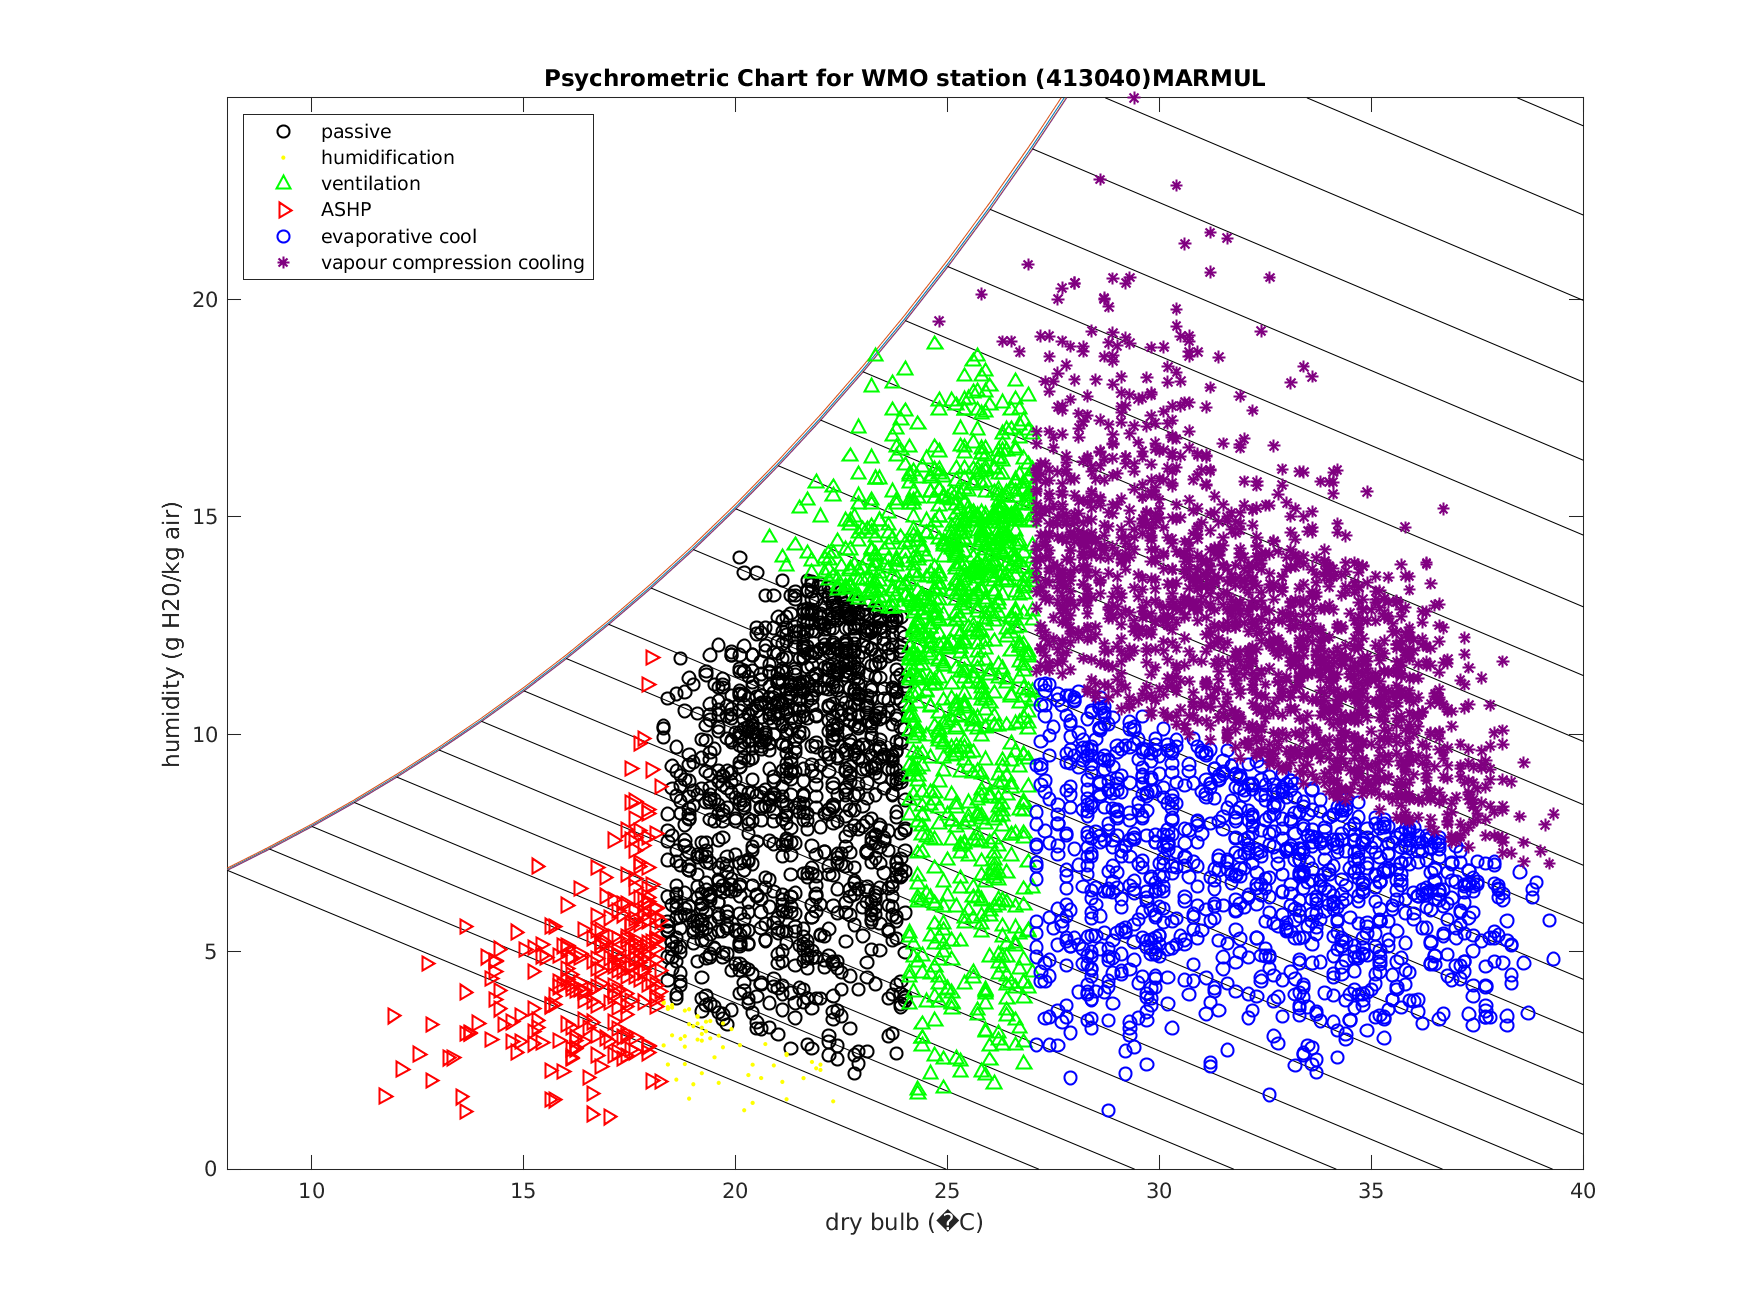 Psychrometric Chart for WMO station (413040)MARMUL
passive
humidification
ventilation
ASHP
evaporative cool
vapour compression cooling
humidity (g H20/kg air)
20
15
10
5
0
10 15 20 25 30 35 40
dry bulb (�C)